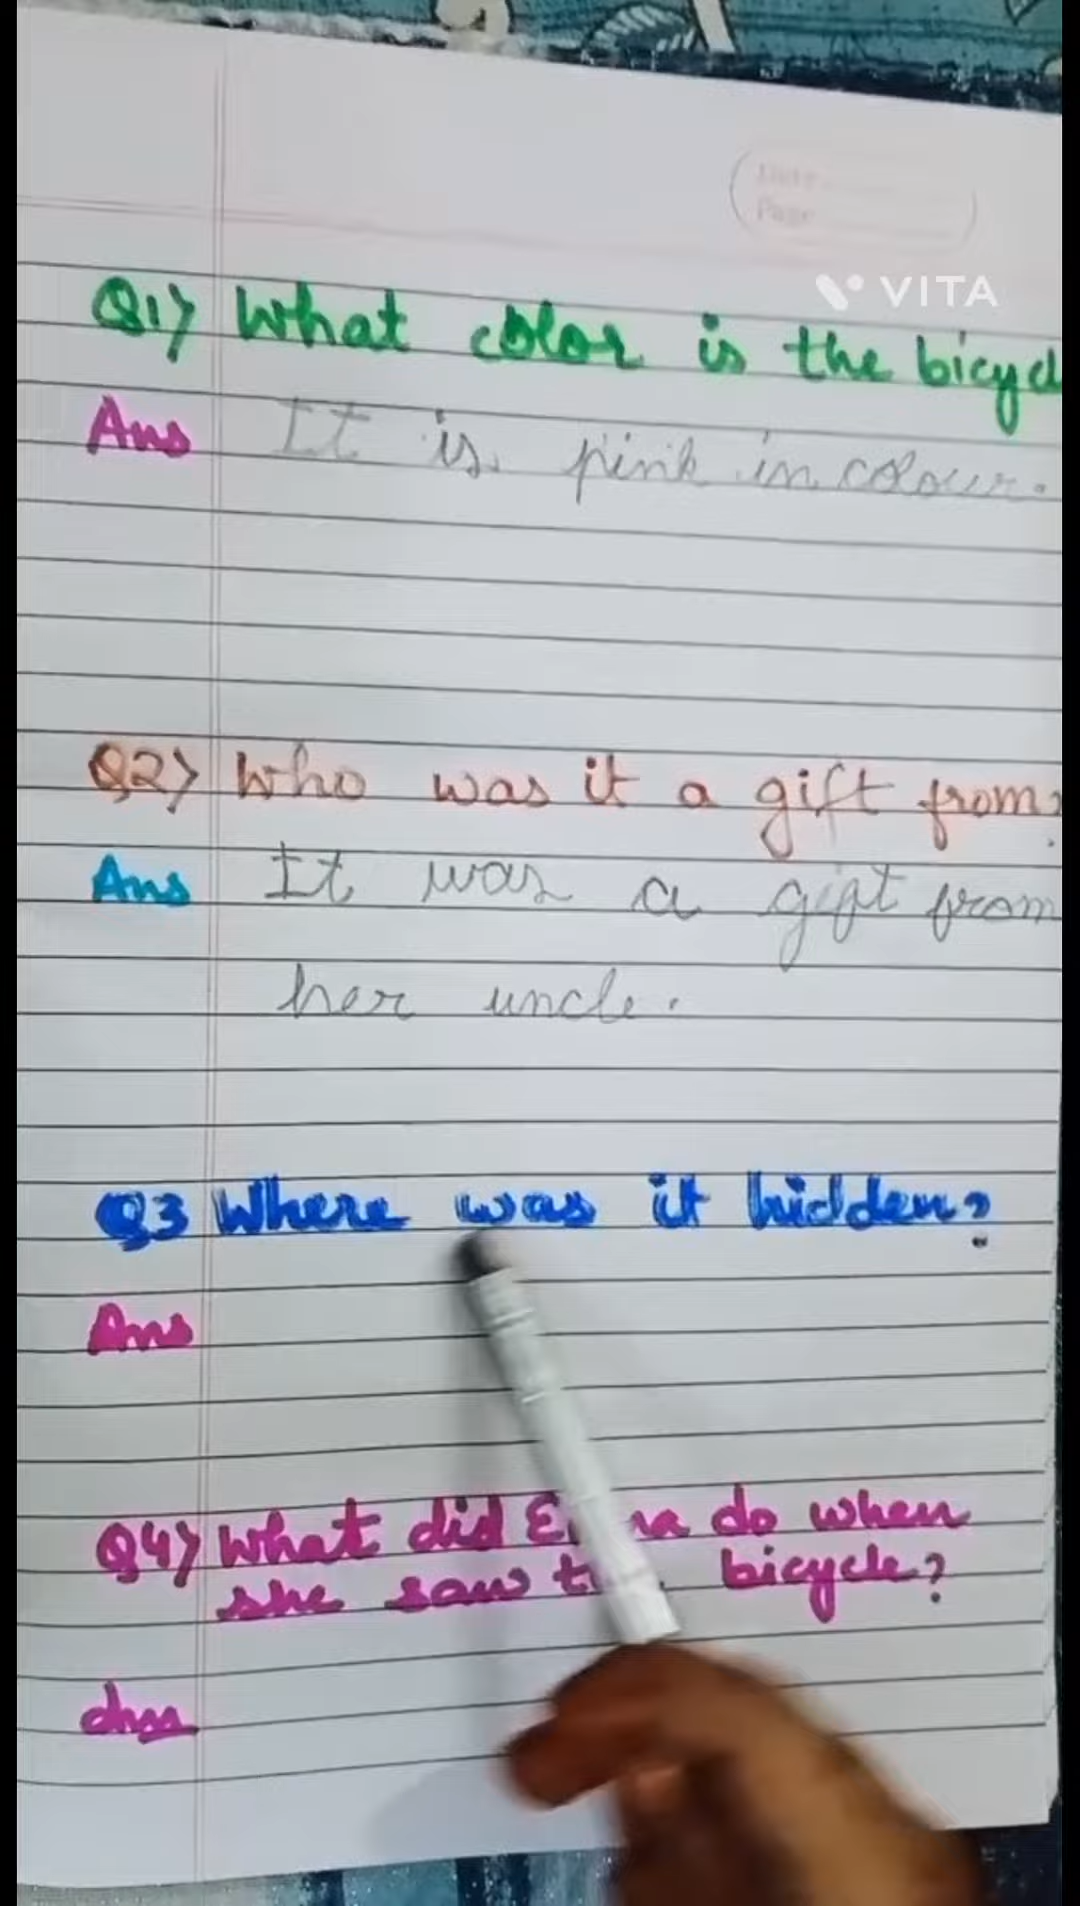 Date
Page
VITA
Q1) What color is the bicycl
Ans It is pink in colour.
Q2) Who was it a gift from?
Ans It was a gift from
her uncle.
Q3 Where was it hidden?
Ans
Q4) What did do when
she saw bicycle?
Ans